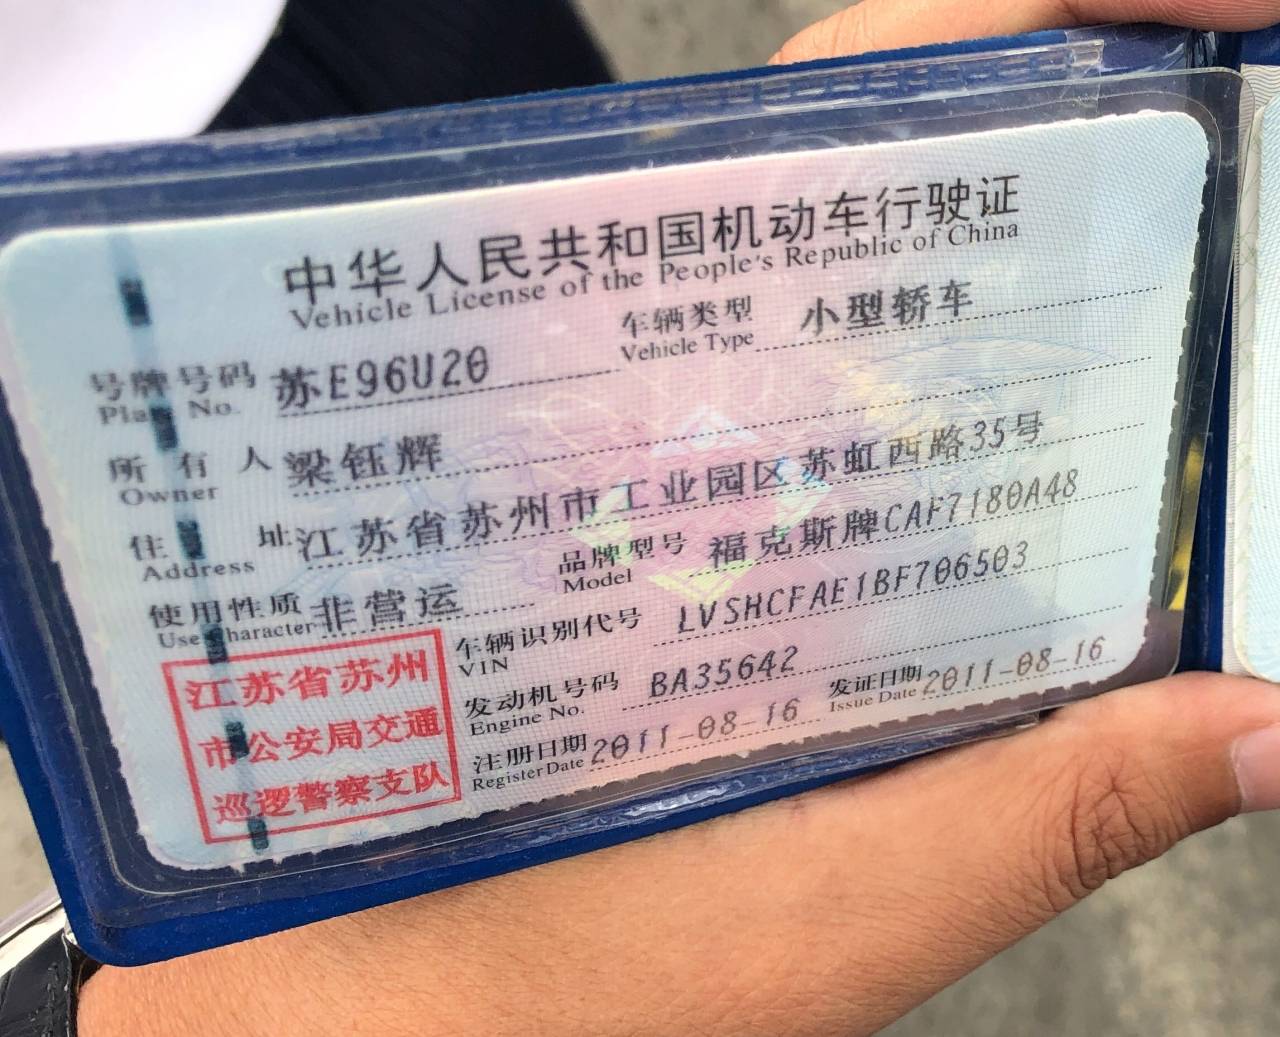 中华人民共和国机动车行驶证
Vehicle License of the People's Republic of China
号牌号码 苏E96U20 车辆类型 小型轿车
Plate No. Vehicle Type
所有人 梁钰辉
Owner
住址 江苏省苏州市工业园区苏虹西路35号
Address
使用性质 非营运 品牌型号 福克斯牌CAF7180A48
Use Character Model
车辆识别代号 LVSHCFAE1BF706503
VIN
发动机号码 BA35642 发证日期 2011-08-16
Engine No. Issue Date
注册日期 2011-08-16
Register Date
江苏省苏州
市公安局交通
巡逻警察支队